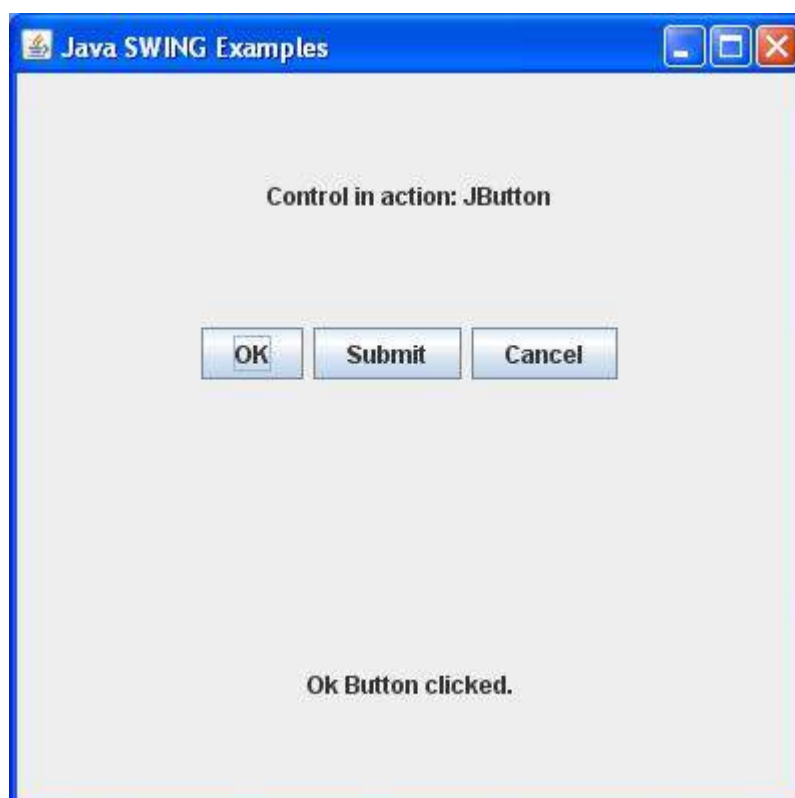 Java SWING Examples
Control in action: JButton
OK Submit Cancel
Ok Button clicked.